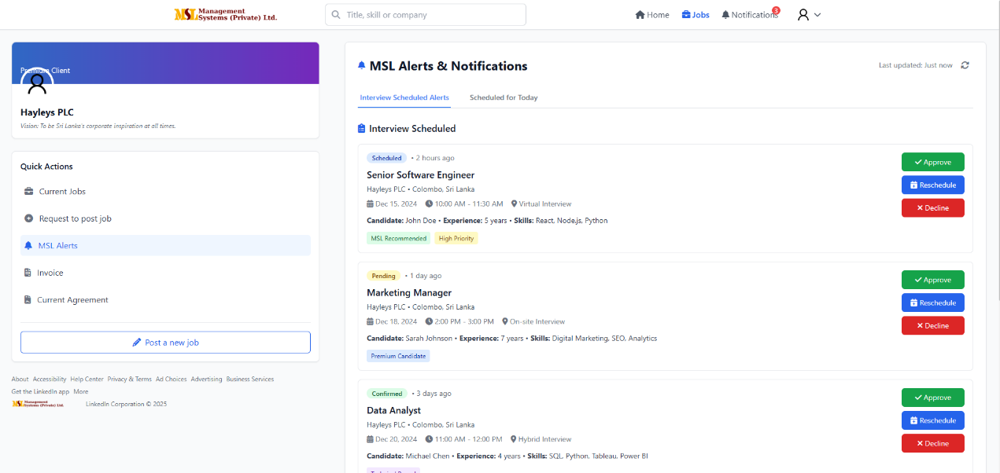 MSL Management
Systems (Private) Ltd.
Title, skill or company
Home
Jobs
Notifications
3
Premium Client
Hayleys PLC
Vision: To be Sri Lanka's corporate inspiration at all times.
Quick Actions
Current Jobs
Request to post job
MSL Alerts
Invoice
Current Agreement
Post a new job
About Accessibility Help Center Privacy & Terms Ad Choices Advertising Business Services
Get the LinkedIn app More
MSL Management
Systems (Private) Ltd.
LinkedIn Corporation © 2025
MSL Alerts & Notifications
Last updated: Just now
Interview Scheduled Alerts Scheduled for Today
Interview Scheduled
Scheduled • 2 hours ago
Senior Software Engineer
Hayleys PLC • Colombo, Sri Lanka
Dec 15, 2024 10:00 AM - 11:30 AM Virtual Interview
Candidate: John Doe • Experience: 5 years • Skills: React, Node.js, Python
MSL Recommended High Priority
Approve
Reschedule
Decline
Pending • 1 day ago
Marketing Manager
Hayleys PLC • Colombo, Sri Lanka
Dec 18, 2024 2:00 PM - 3:00 PM On-site Interview
Candidate: Sarah Johnson • Experience: 7 years • Skills: Digital Marketing, SEO, Analytics
Premium Candidate
Approve
Reschedule
Decline
Confirmed • 3 days ago
Data Analyst
Hayleys PLC • Colombo, Sri Lanka
Dec 20, 2024 11:00 AM - 12:00 PM Hybrid Interview
Candidate: Michael Chen • Experience: 4 years • Skills: SQL, Python, Tableau, Power BI
Approve
Reschedule
Decline